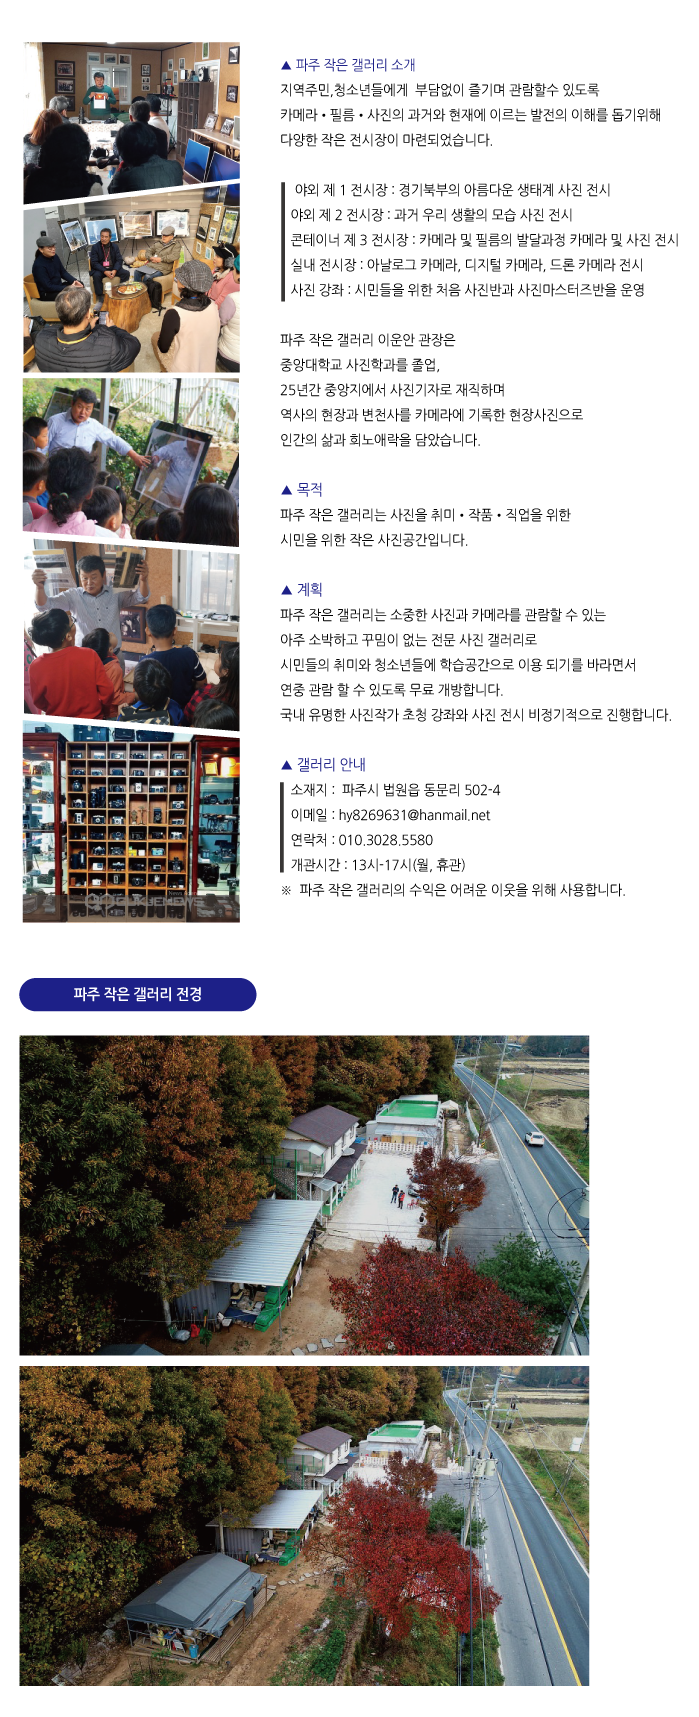 ▲ 파주 작은 갤러리 소개
지역주민,청소년들에게 부담없이 즐기며 관람할수 있도록
카메라 • 필름 • 사진의 과거와 현재에 이르는 발전의 이해를 돕기위해
다양한 작은 전시장이 마련되었습니다.
야외 제 1 전시장 : 경기북부의 아름다운 생태계 사진 전시
야외 제 2 전시장 : 과거 우리 생활의 모습 사진 전시
콘테이너 제 3 전시장 : 카메라 및 필름의 발달과정 카메라 및 사진 전시
실내 전시장 : 아날로그 카메라, 디지털 카메라, 드론 카메라 전시
사진 강좌 : 시민들을 위한 처음 사진반과 사진마스터즈반을 운영
파주 작은 갤러리 이운안 관장은
중앙대학교 사진학과를 졸업,
25년간 중앙지에서 사진기자로 재직하며
역사의 현장과 변천사를 카메라에 기록한 현장사진으로
인간의 삶과 희노애락을 담았습니다.
▲ 목적
파주 작은 갤러리는 사진을 취미 • 작품 • 직업을 위한
시민을 위한 작은 사진공간입니다.
▲ 계획
파주 작은 갤러리는 소중한 사진과 카메라를 관람할 수 있는
아주 소박하고 꾸밈이 없는 전문 사진 갤러리로
시민들의 취미와 청소년들에 학습공간으로 이용 되기를 바라면서
연중 관람 할 수 있도록 무료 개방합니다.
국내 유명한 사진작가 초청 강좌와 사진 전시 비정기적으로 진행합니다.
▲ 갤러리 안내
소재지 : 파주시 법원읍 동문리 502-4
이메일 : hy8269631@hanmail.net
연락처 : 010.3028.5580
개관시간 : 13시-17시(월, 휴관)
※ 파주 작은 갤러리의 수익은 어려운 이웃을 위해 사용합니다.
파주 작은 갤러리 전경